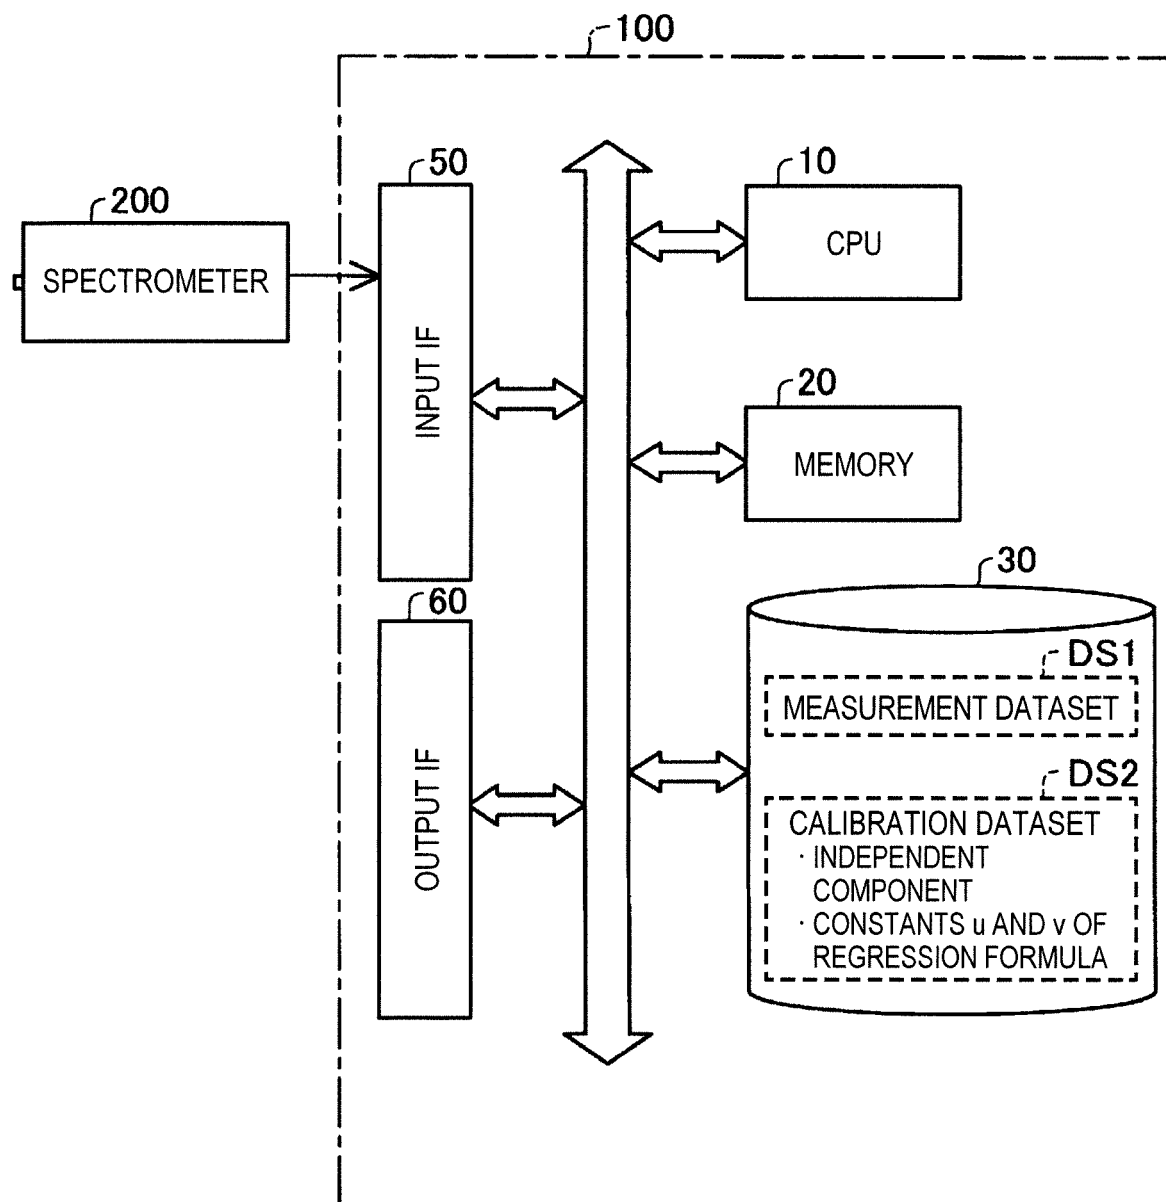 100
50
10
200
SPECTROMETER
CPU
INPUT IF
20
MEMORY
30
60
DS1
MEASUREMENT DATASET
OUTPUT IF
DS2
CALIBRATION DATASET
· INDEPENDENT
COMPONENT
· CONSTANTS u AND v OF
REGRESSION FORMULA